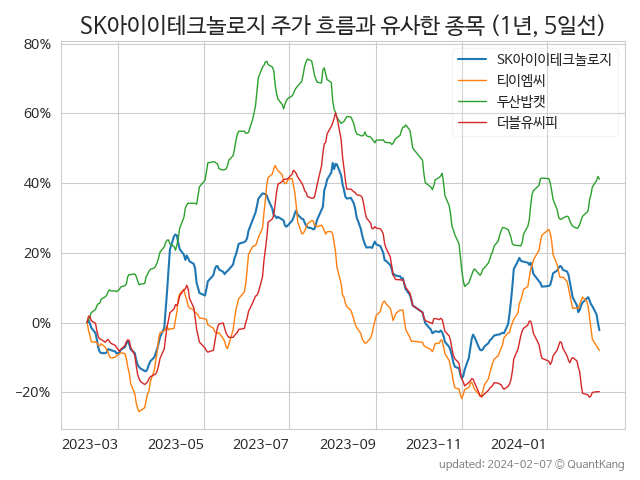 SK아이이테크놀로지 주가 흐름과 유사한 종목 (1년, 5일선)
80%
60%
40%
20%
0%
−20%
SK아이이테크놀로지
티이엠씨
두산밥캣
더블유씨피
2023-03 2023-05 2023-07 2023-09 2023-11 2024-01
updated: 2024-02-07 © QuantKang